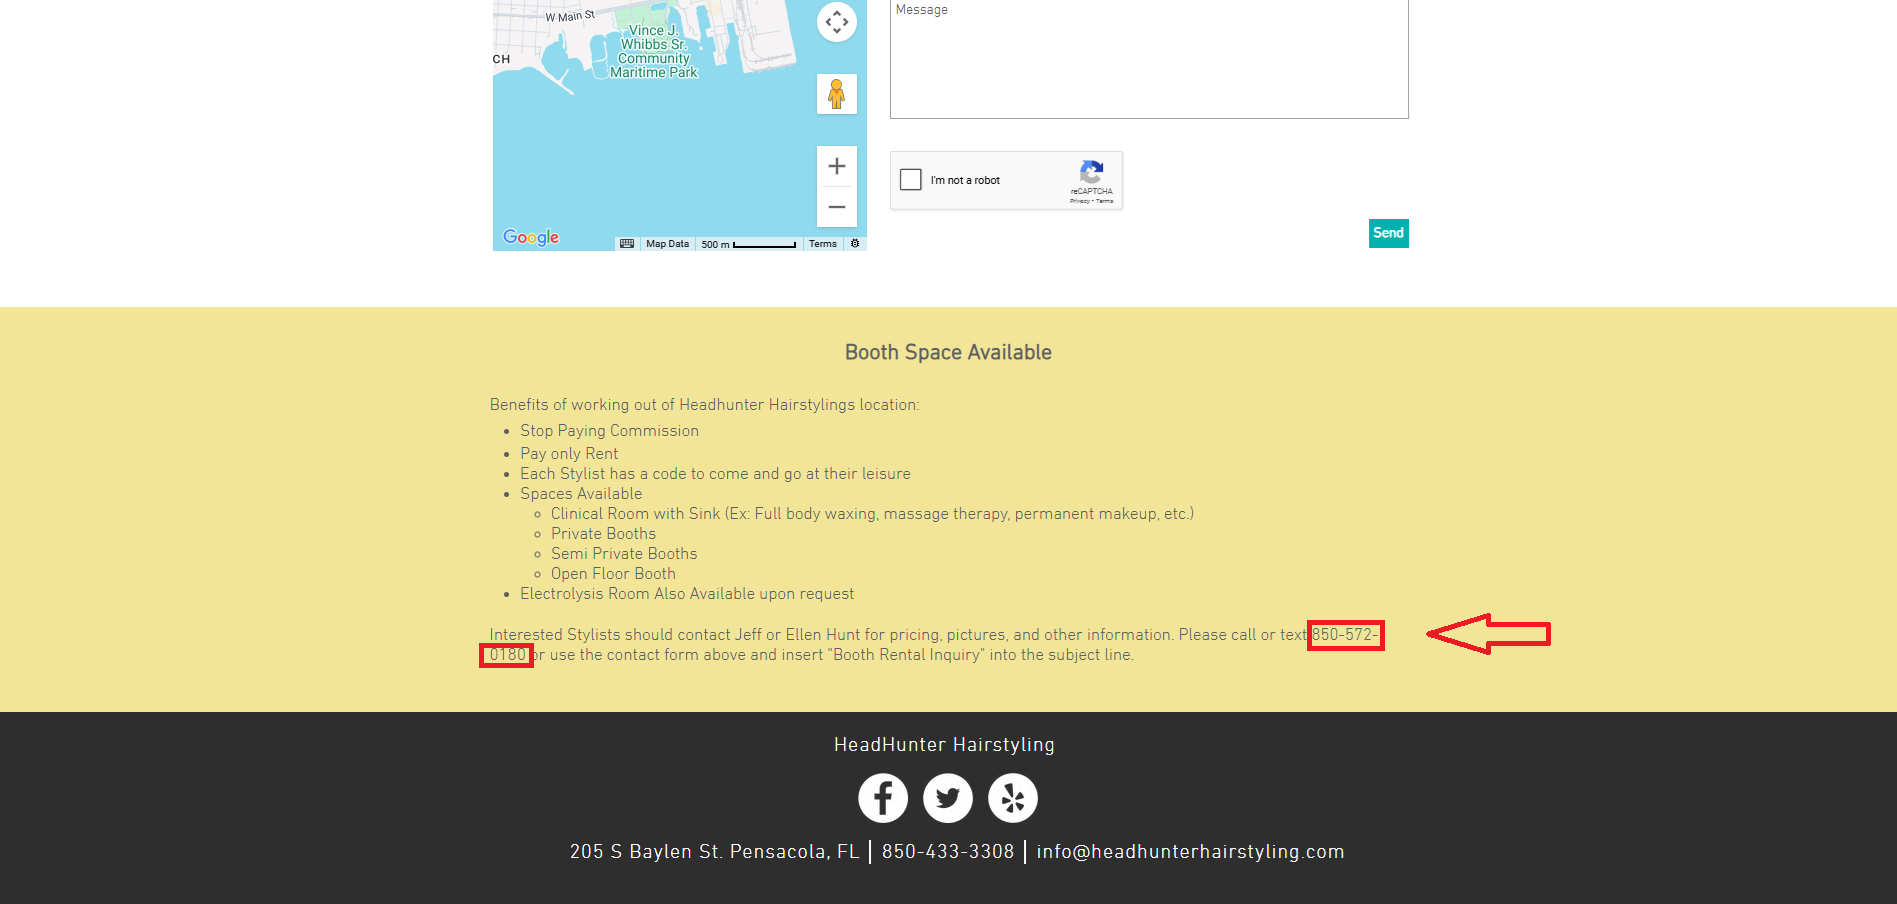 W Main St
Vince J.
Whibbs Sr.
Community
Maritime Park
CH
Google
Map Data
500 m
Terms
Message
I'm not a robot
reCAPTCHA
Privacy - Terms
Send
Booth Space Available
Benefits of working out of Headhunter Hairstylings location:
Stop Paying Commission
Pay only Rent
Each Stylist has a code to come and go at their leisure
Spaces Available
Clinical Room with Sink (Ex: Full body waxing, massage therapy, permanent makeup, etc.)
Private Booths
Semi Private Booths
Open Floor Booth
Electrolysis Room Also Available upon request
Interested Stylists should contact Jeff or Ellen Hunt for pricing, pictures, and other information. Please call or text 850-572-
0180 or use the contact form above and insert "Booth Rental Inquiry" into the subject line.
HeadHunter Hairstyling
205 S Baylen St. Pensacola, FL | 850-433-3308 | info@headhunterhairstyling.com